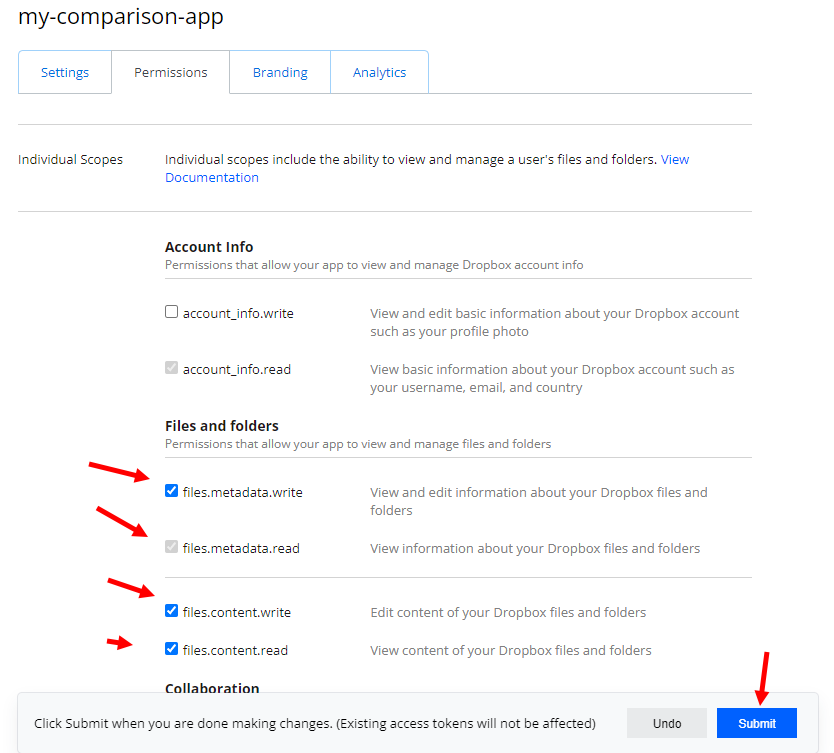 my-comparison-app
Settings
Permissions
Branding
Analytics
Individual Scopes
Individual scopes include the ability to view and manage a user's files and folders. View
Documentation
Account Info
Permissions that allow your app to view and manage Dropbox account info
account_info.write
View and edit basic information about your Dropbox account
such as your profile photo
account_info.read
View basic information about your Dropbox account such as
your username, email, and country
Files and folders
Permissions that allow your app to view and manage files and folders
files.metadata.write
View and edit information about your Dropbox files and
folders
files.metadata.read
View information about your Dropbox files and folders
files.content.write
Edit content of your Dropbox files and folders
files.content.read
View content of your Dropbox files and folders
Collaboration
Click Submit when you are done making changes. (Existing access tokens will not be affected)
Undo
Submit